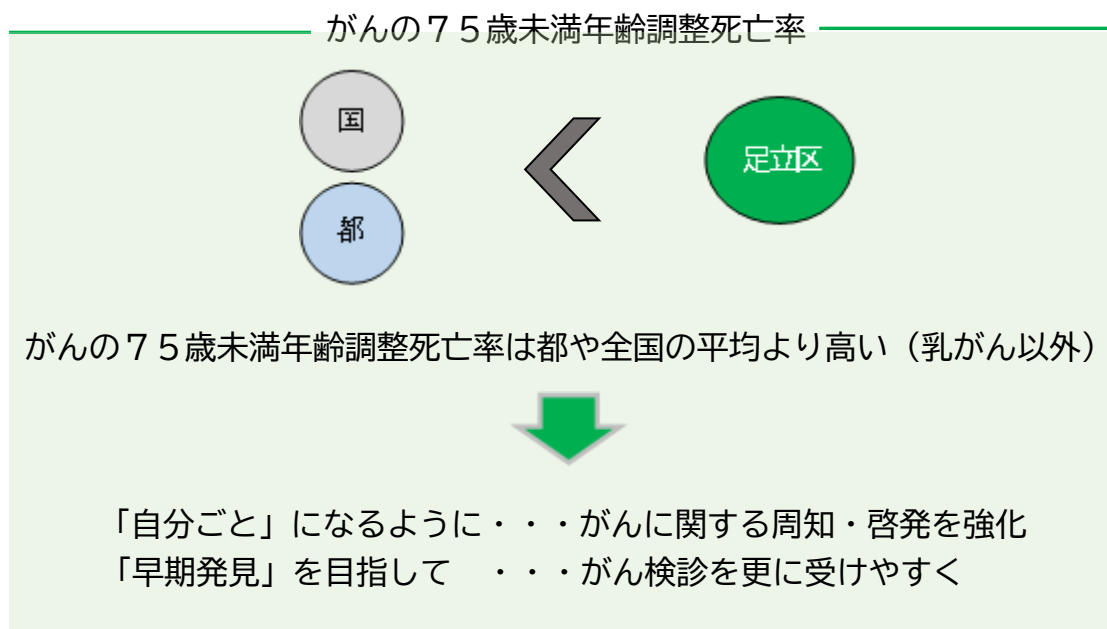 がんの７５歳未満年齢調整死亡率
国
足立区
都
がんの７５歳未満年齢調整死亡率は都や全国の平均より高い（乳がん以外）
「自分ごと」になるように・・・がんに関する周知・啓発を強化
「早期発見」を目指して　・・・がん検診を更に受けやすく